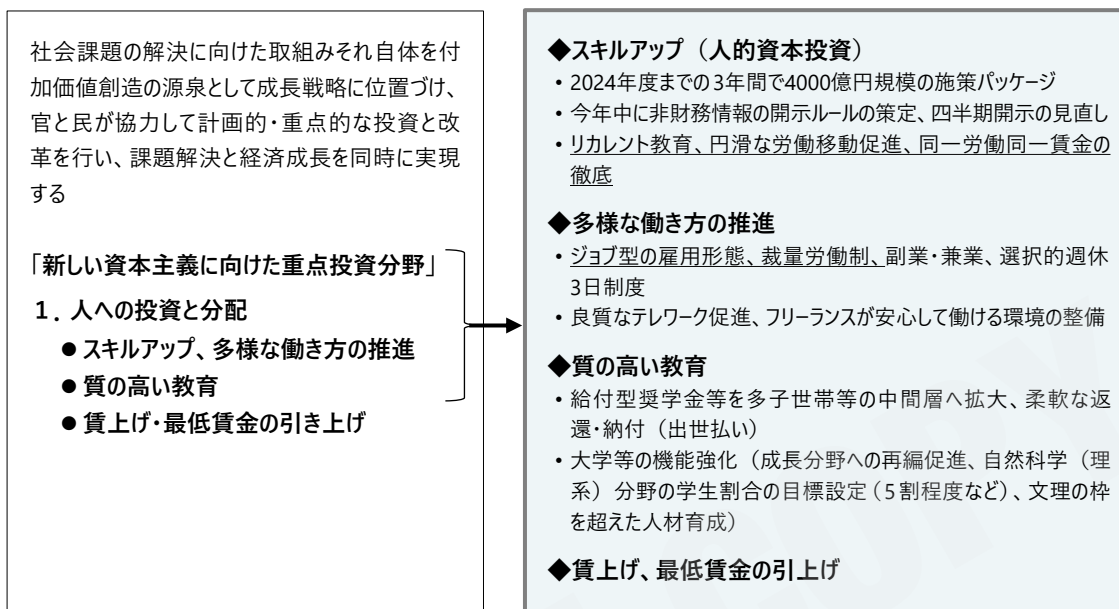 社会課題の解決に向けた取組みそれ自体を付
加価値創造の源泉として成長戦略に位置づけ、
官と民が協力して計画的・重点的な投資と改
革を行い、課題解決と経済成長を同時に実現
する
「新しい資本主義に向けた重点投資分野」
1．人への投資と分配
● スキルアップ、多様な働き方の推進
● 質の高い教育
● 賃上げ・最低賃金の引き上げ
◆スキルアップ（人的資本投資）
• 2024年度までの3年間で4000億円規模の施策パッケージ
• 今年中に非財務情報の開示ルールの策定、四半期開示の見直し
• リカレント教育、円滑な労働移動促進、同一労働同一賃金の
徹底
◆多様な働き方の推進
• ジョブ型の雇用形態、裁量労働制、副業・兼業、選択的週休
3日制度
• 良質なテレワーク促進、フリーランスが安心して働ける環境の整備
◆質の高い教育
• 給付型奨学金等を多子世帯等の中間層へ拡大、柔軟な返
還・納付（出世払い）
• 大学等の機能強化（成長分野への再編促進、自然科学（理
系）分野の学生割合の目標設定（5割程度など）、文理の枠
を超えた人材育成）
◆賃上げ、最低賃金の引上げ
COPY